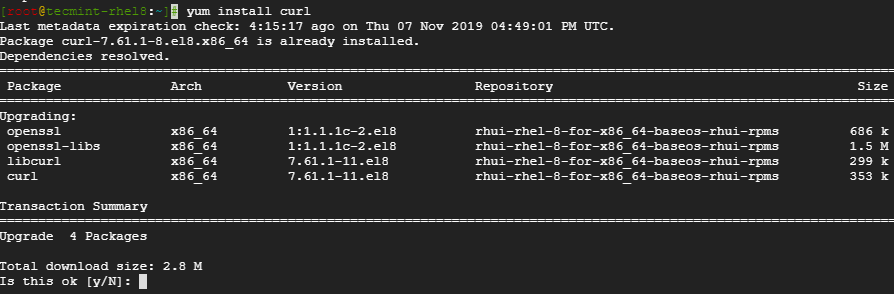 [root@tecmint-rhel8:~]# yum install curl
Last metadata expiration check: 4:15:17 ago on Thu 07 Nov 2019 04:49:01 PM UTC.
Package curl-7.61.1-8.el8.x86_64 is already installed.
Dependencies resolved.
================================================================================
Package Arch Version Repository Size
================================================================================
Upgrading:
openssl x86_64 1:1.1.1c-2.el8 rhui-rhel-8-for-x86_64-baseos-rhui-rpms 686 k
openssl-libs x86_64 1:1.1.1c-2.el8 rhui-rhel-8-for-x86_64-baseos-rhui-rpms 1.5 M
libcurl x86_64 7.61.1-11.el8 rhui-rhel-8-for-x86_64-baseos-rhui-rpms 299 k
curl x86_64 7.61.1-11.el8 rhui-rhel-8-for-x86_64-baseos-rhui-rpms 353 k
Transaction Summary
================================================================================
Upgrade 4 Packages
Total download size: 2.8 M
Is this ok [y/N]: